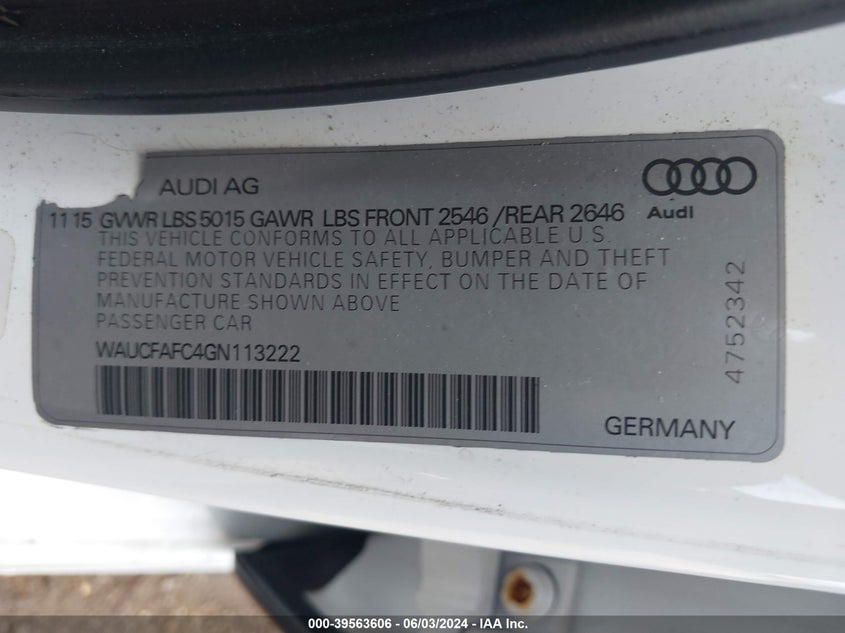 AUDI AG
Audi
11 15 GVWR LBS 5015 GAWR LBS FRONT 2546 /REAR 2646
THIS VEHICLE CONFORMS TO ALL APPLICABLE U.S.
FEDERAL MOTOR VEHICLE SAFETY, BUMPER AND THEFT
PREVENTION STANDARDS IN EFFECT ON THE DATE OF
MANUFACTURE SHOWN ABOVE
PASSENGER CAR
WAUCFAFC4GN113222
4752342
GERMANY
000-39563606 / 06/03/2024 - IAA Inc.